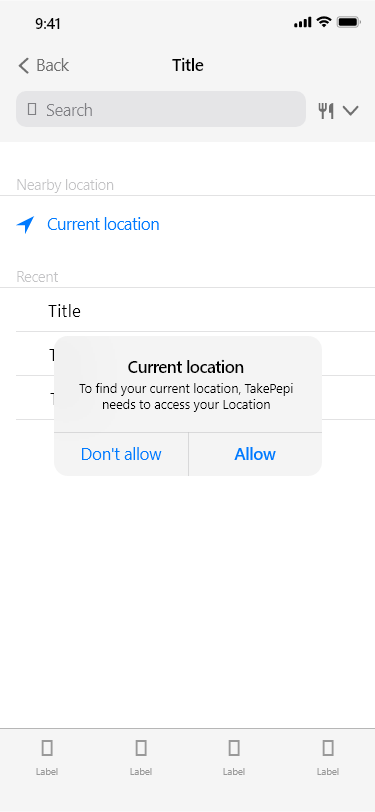 9:41
Back
Title
Search
Nearby location
Current location
Recent
Title
Current location
To find your current location, TakePepi
needs to access your Location
Don't allow
Allow
Label
Label
Label
Label